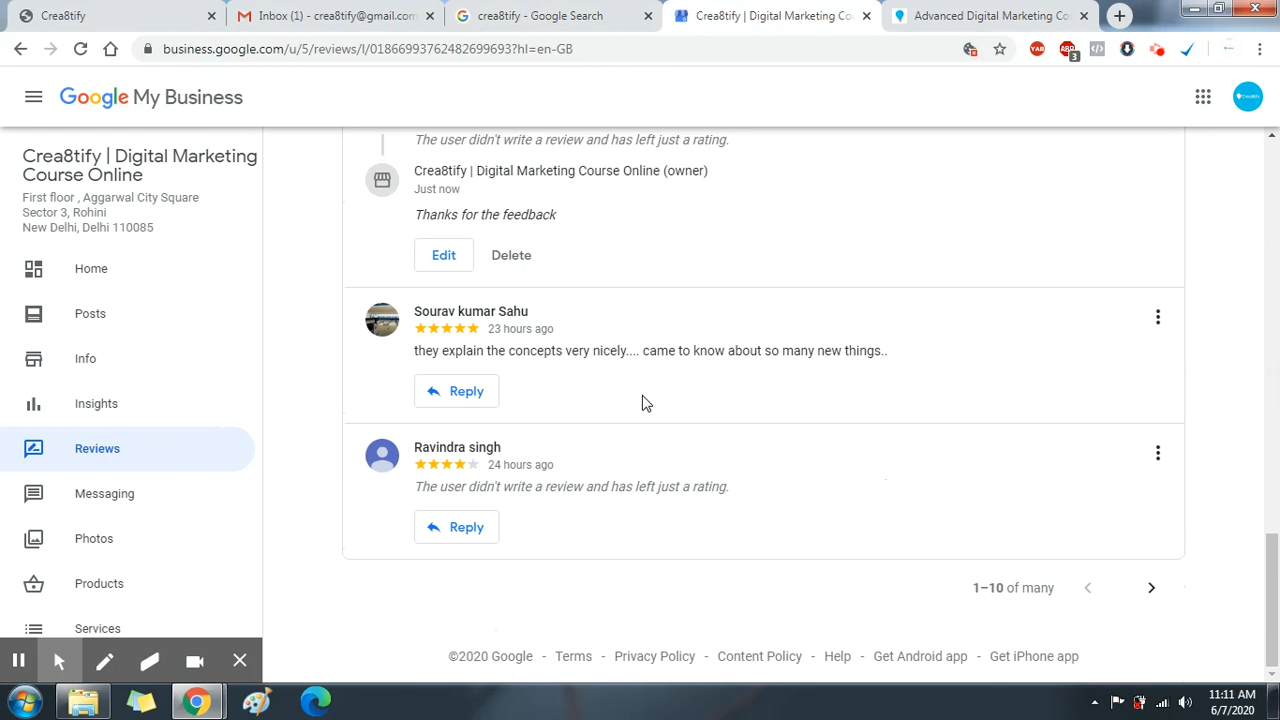 Crea8tify
Inbox (1) - crea8tify@gmail.com
crea8tify - Google Search
Crea8tify | Digital Marketing Co
Advanced Digital Marketing Co
business.google.com/u/5/reviews/l/01866993762482699693?hl=en-GB
YAB
ABP
3
Google My Business
Crea8tify
Crea8tify | Digital Marketing
Course Online
First floor , Aggarwal City Square
Sector 3, Rohini
New Delhi, Delhi 110085
Home
Posts
Info
Insights
Reviews
Messaging
Photos
Products
Services
The user didn't write a review and has left just a rating.
Crea8tify | Digital Marketing Course Online (owner)
Just now
Thanks for the feedback
Edit Delete
Sourav kumar Sahu
23 hours ago
they explain the concepts very nicely.... came to know about so many new things..
Reply
Ravindra singh
24 hours ago
The user didn't write a review and has left just a rating.
Reply
1–10 of many
©2020 Google - Terms - Privacy Policy - Content Policy - Help - Get Android app - Get iPhone app
11:11 AM
6/7/2020